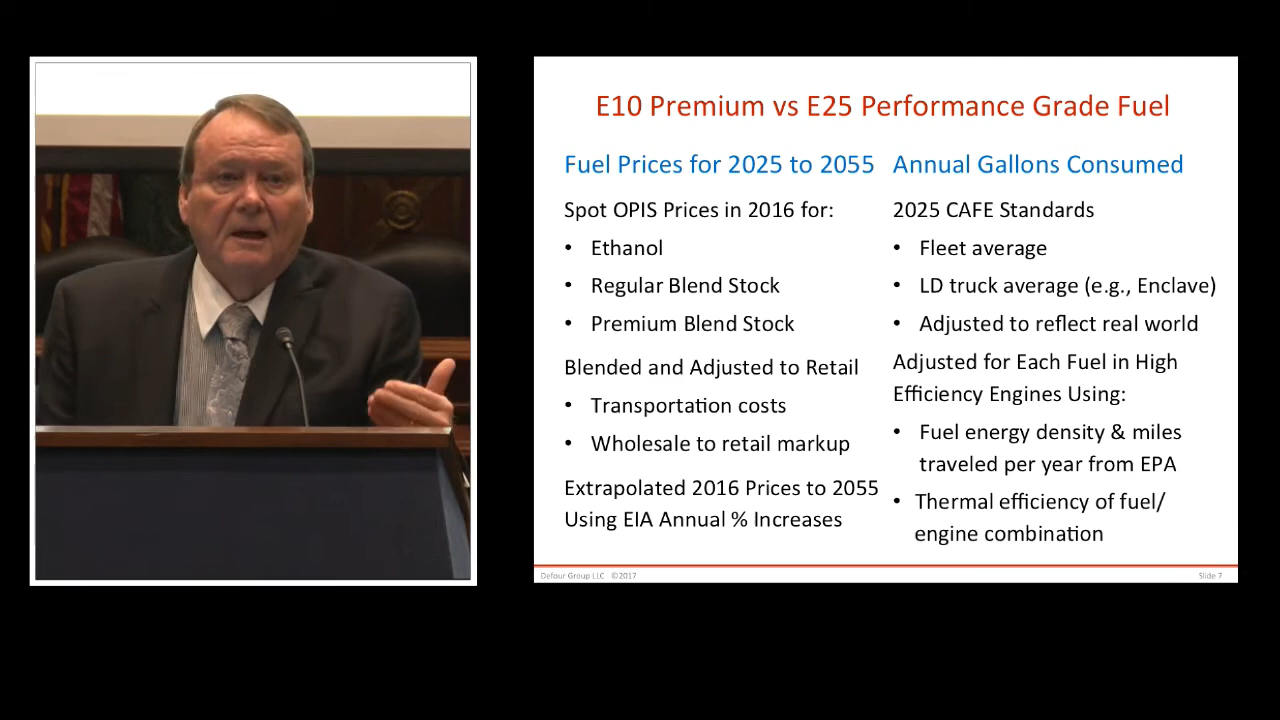 E10 Premium vs E25 Performance Grade Fuel
Fuel Prices for 2025 to 2055
Spot OPIS Prices in 2016 for:
• Ethanol
• Regular Blend Stock
• Premium Blend Stock
Blended and Adjusted to Retail
• Transportation costs
• Wholesale to retail markup
Extrapolated 2016 Prices to 2055
Using EIA Annual % Increases
Annual Gallons Consumed
2025 CAFE Standards
• Fleet average
• LD truck average (e.g., Enclave)
• Adjusted to reflect real world
Adjusted for Each Fuel in High
Efficiency Engines Using:
• Fuel energy density & miles
traveled per year from EPA
• Thermal efficiency of fuel/
engine combination
Defour Group LLC ©2017
Slide 7